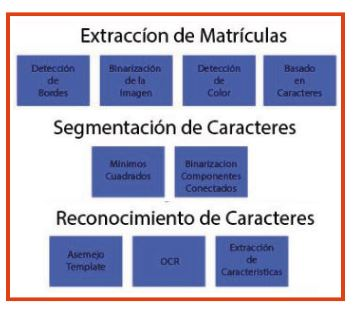 Extraccíon de Matrículas
Detección de Bordes
Binarización de la Imagen
Detección de Color
Basado en Caracteres
Segmentación de Caracteres
Mínimos Cuadrados
Binarizacion Componentes Conectados
Reconocimiento de Caracteres
Asemejo Template
OCR
Extracción de Caracteristicas